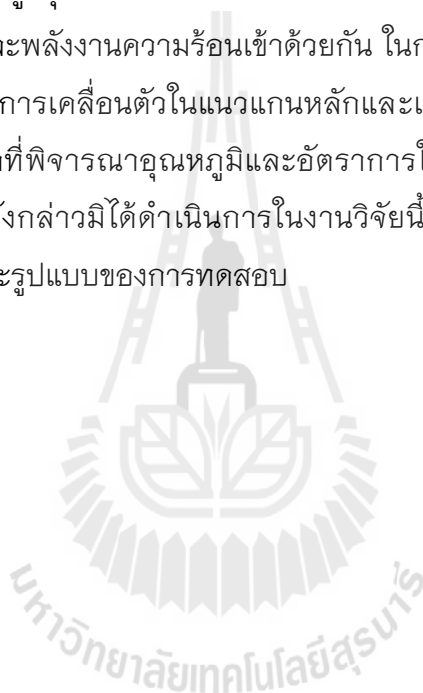 ะพลังงานความร้อนเข้าด้วยกัน ในก
การเคลื่อนตัวในแนวแกนหลักและเ
ที่พิจารณาอุณหภูมิและอัตราการใ
ังกล่าวมิได้ดำเนินการในงานวิจัยนี้
ะรูปแบบของการทดสอบ
มหาวิทยาลัยเทคโนโลยีสุรนารี